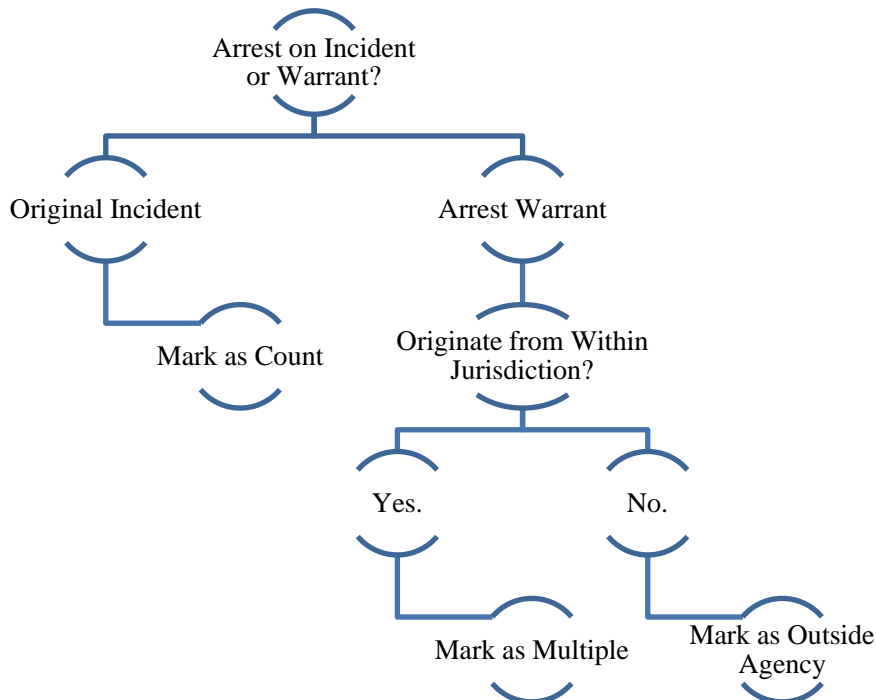 Arrest on Incident
or Warrant?
Original Incident
Arrest Warrant
Mark as Count
Originate from Within
Jurisdiction?
Yes.
No.
Mark as Multiple
Mark as Outside
Agency